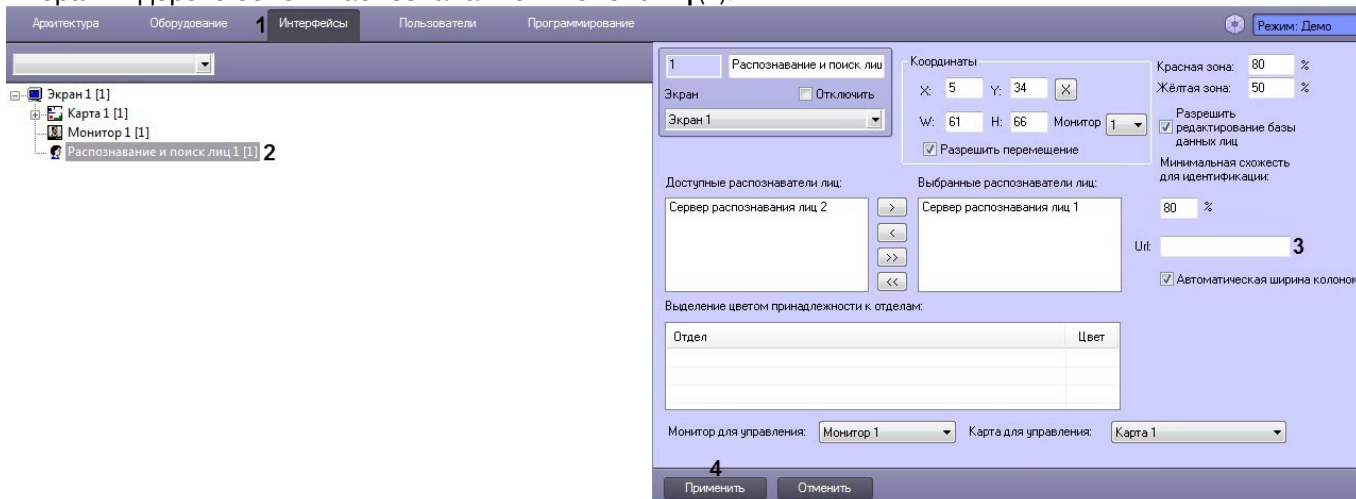 Архитектура Оборудование 1 Интерфейсы Пользователи Программирование Режим: Демо
Экран 1 [1]
Карта 1 [1]
Монитор 1 [1]
Распознавание и поиск лиц 1 [1] 2
1 Распознавание и поиск лиц
Экран Отключить
Экран 1
Координаты
X: 5 Y: 34 X
W: 61 H: 66 Монитор 1
Разрешить перемещение
Красная зона: 80 %
Жёлтая зона: 50 %
Разрешить
редактирование базы
данных лиц
Минимальная схожесть
для идентификации:
80 %
Url: 3
Автоматическая ширина колонок
Доступные распознаватели лиц:
Сервер распознавания лиц 2
>
<
>>
<<
Выбранные распознаватели лиц:
Сервер распознавания лиц 1
Выделение цветом принадлежности к отделам:
Отдел Цвет
Монитор для управления: Монитор 1 Карта для управления: Карта 1
4
Применить Отменить